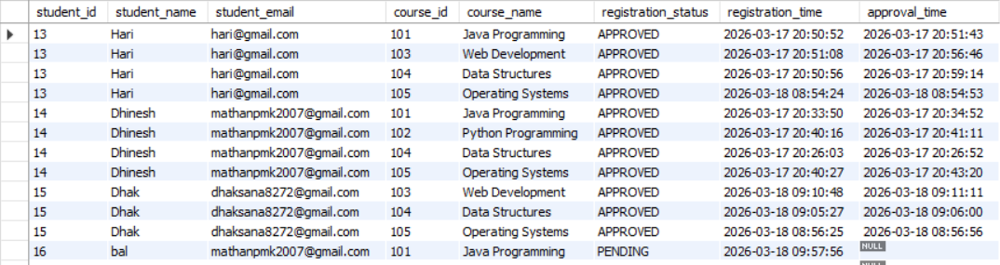 student_id student_name student_email course_id course_name registration_status registration_time approval_time
13 Hari hari@gmail.com 101 Java Programming APPROVED 2026-03-17 20:50:52 2026-03-17 20:51:43
13 Hari hari@gmail.com 103 Web Development APPROVED 2026-03-17 20:51:08 2026-03-17 20:56:46
13 Hari hari@gmail.com 104 Data Structures APPROVED 2026-03-17 20:50:56 2026-03-17 20:59:14
13 Hari hari@gmail.com 105 Operating Systems APPROVED 2026-03-18 08:54:24 2026-03-18 08:54:53
14 Dhinesh mathanpmk2007@gmail.com 101 Java Programming APPROVED 2026-03-17 20:33:50 2026-03-17 20:34:52
14 Dhinesh mathanpmk2007@gmail.com 102 Python Programming APPROVED 2026-03-17 20:40:16 2026-03-17 20:41:11
14 Dhinesh mathanpmk2007@gmail.com 104 Data Structures APPROVED 2026-03-17 20:26:03 2026-03-17 20:26:52
14 Dhinesh mathanpmk2007@gmail.com 105 Operating Systems APPROVED 2026-03-17 20:40:27 2026-03-17 20:43:20
15 Dhak dhaksana8272@gmail.com 103 Web Development APPROVED 2026-03-18 09:10:48 2026-03-18 09:11:11
15 Dhak dhaksana8272@gmail.com 104 Data Structures APPROVED 2026-03-18 09:05:27 2026-03-18 09:06:00
15 Dhak dhaksana8272@gmail.com 105 Operating Systems APPROVED 2026-03-18 08:56:25 2026-03-18 08:56:56
16 bal mathanpmk2007@gmail.com 101 Java Programming PENDING 2026-03-18 09:57:56 NULL